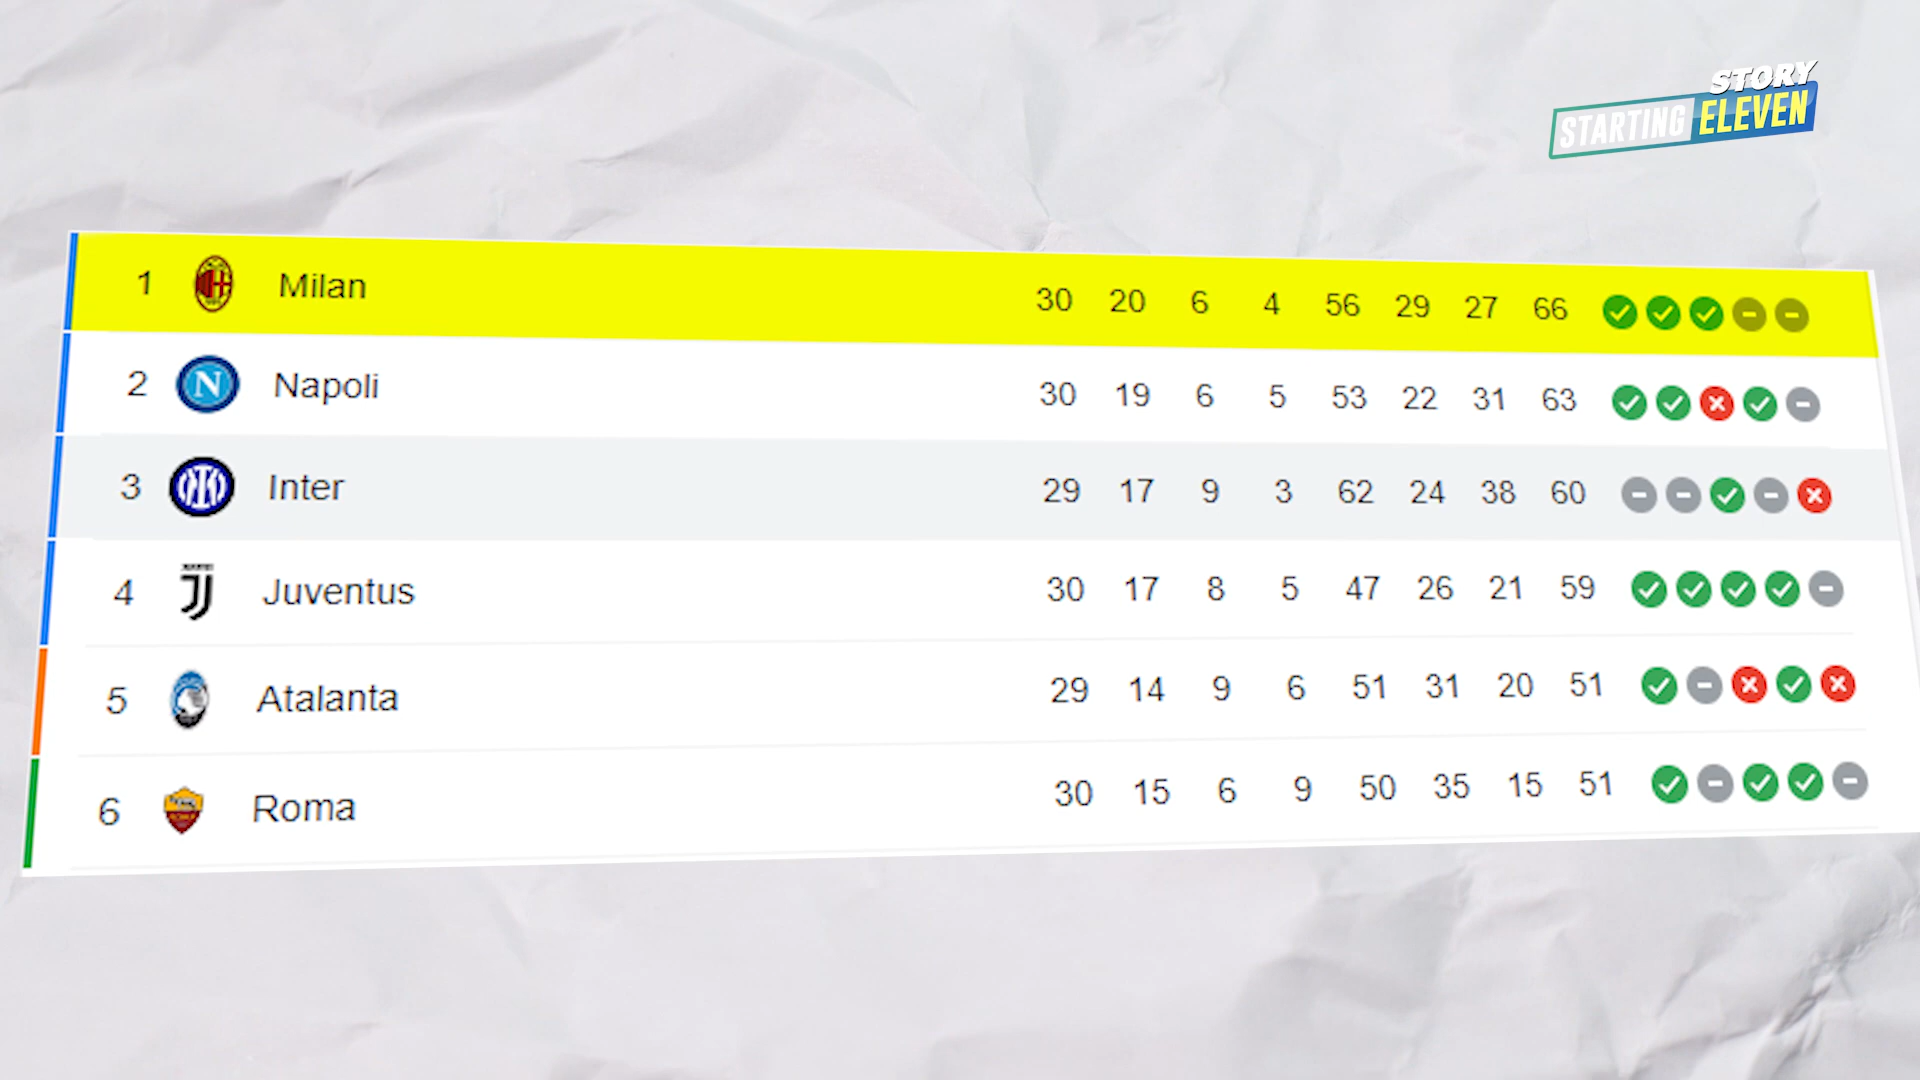 STORY
STARTING ELEVEN
1 Milan 30 20 6 4 56 29 27 66
2 N Napoli 30 19 6 5 53 22 31 63
3 Inter 29 17 9 3 62 24 38 60
4 Juventus 30 17 8 5 47 26 21 59
5 Atalanta 29 14 9 6 51 31 20 51
6 Roma 30 15 6 9 50 35 15 51